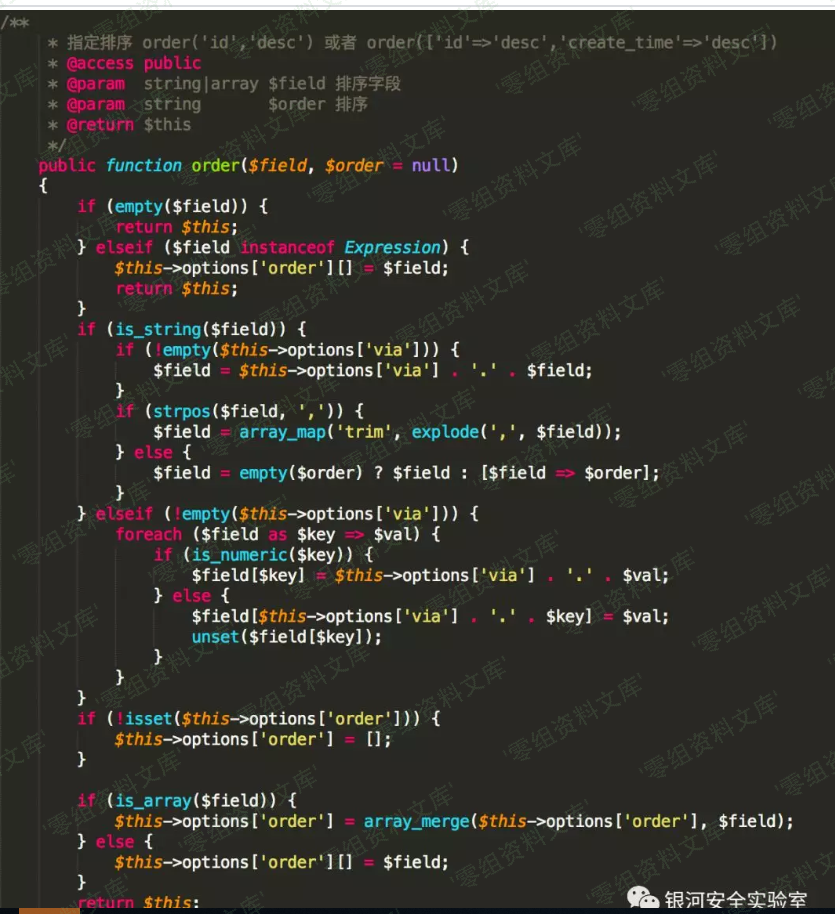 /**
* 指定排序 order('id','desc') 或者 order(['id'=>'desc','create_time'=>'desc'])
* @access public
* @param string|array $field 排序字段
* @param string $order 排序
* @return $this
*/
public function order($field, $order = null)
{
if (empty($field)) {
return $this;
} elseif ($field instanceof Expression) {
$this->options['order'][] = $field;
return $this;
}
if (is_string($field)) {
if (!empty($this->options['via'])) {
$field = $this->options['via'] . '.' . $field;
}
if (strpos($field, ',')) {
$field = array_map('trim', explode(',', $field));
} else {
$field = empty($order) ? $field : [$field => $order];
}
} elseif (!empty($this->options['via'])) {
foreach ($field as $key => $val) {
if (is_numeric($key)) {
$field[$key] = $this->options['via'] . '.' . $val;
} else {
$field[$this->options['via'] . '.' . $key] = $val;
unset($field[$key]);
}
}
}
if (!isset($this->options['order'])) {
$this->options['order'] = [];
}
if (is_array($field)) {
$this->options['order'] = array_merge($this->options['order'], $field);
} else {
$this->options['order'][] = $field;
}
return $this;
银河安全实验室
零组资料文库